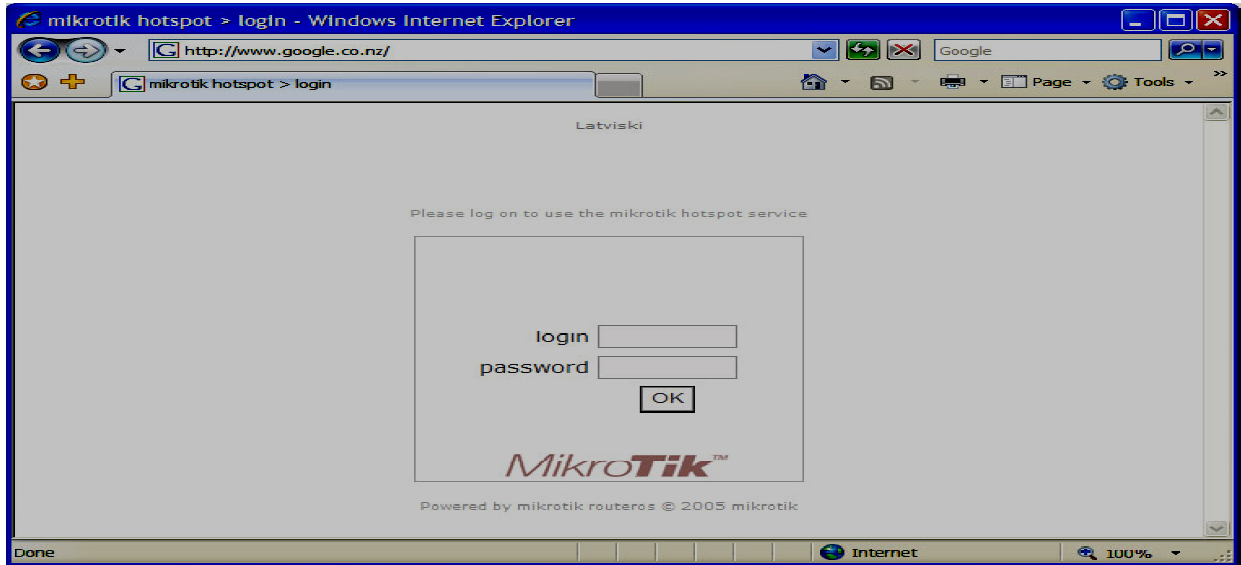 mikrotik hotspot > login - Windows Internet Explorer
http://www.google.co.nz/
Google
mikrotik hotspot > login
Page
Tools
Latviski
Please log on to use the mikrotik hotspot service
login
password
OK
MikroTik™
Powered by mikrotik routeros © 2005 mikrotik
Done
Internet
100%